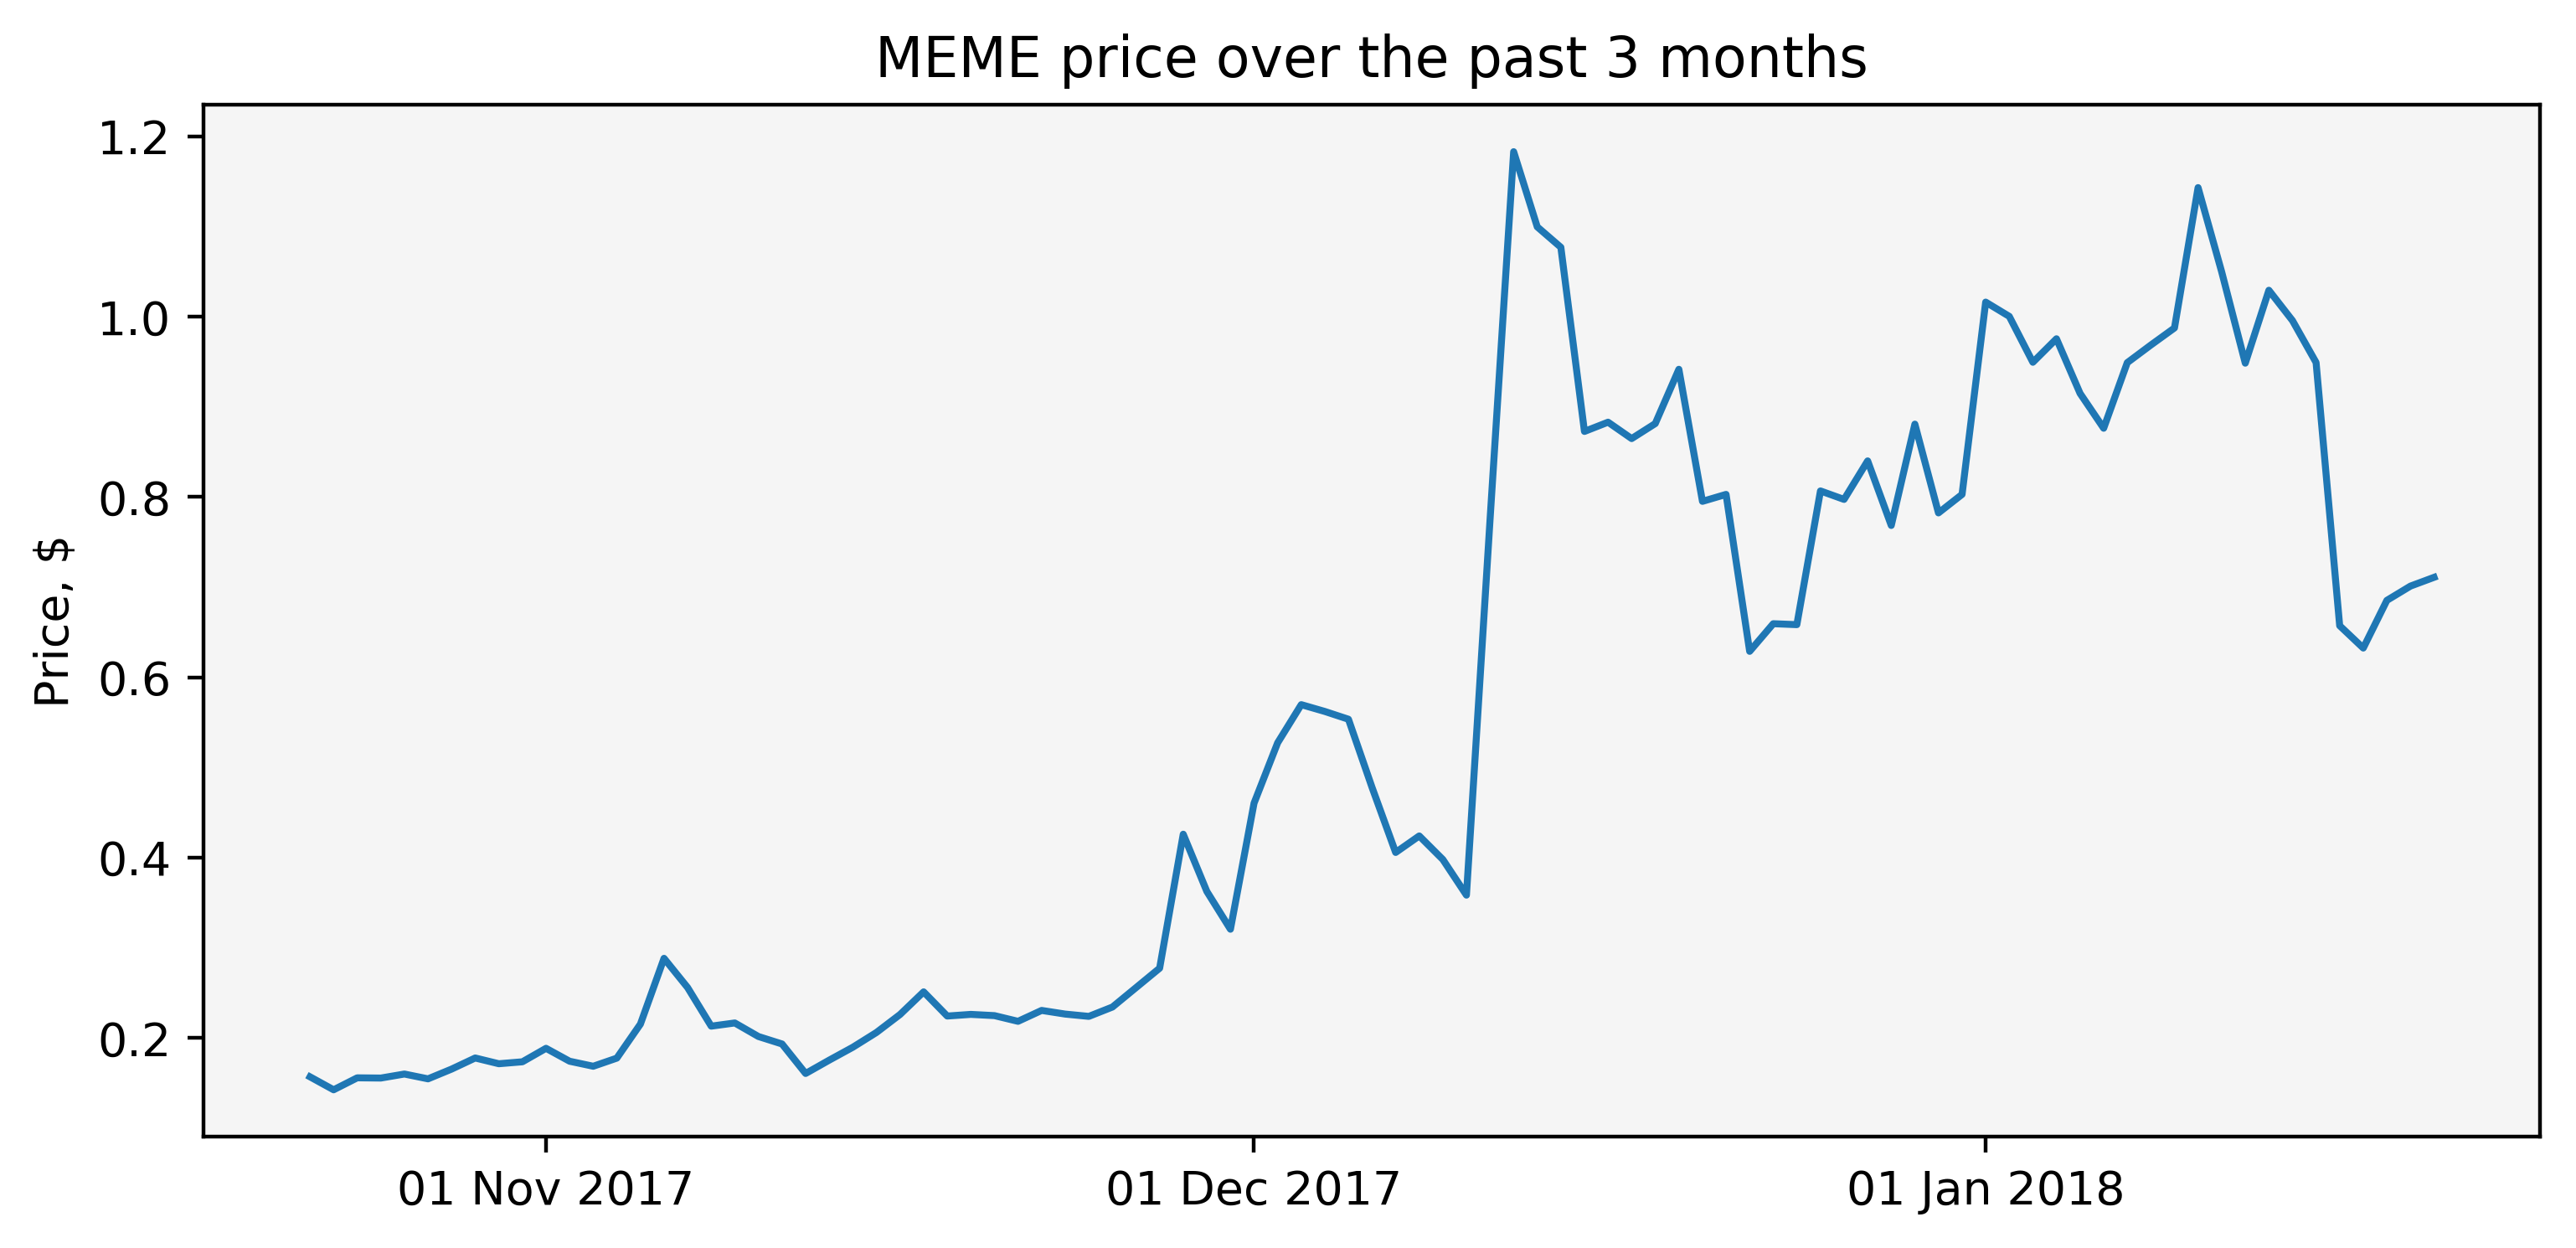 MEME price over the past 3 months
Price, $
1.2
1.0
0.8
0.6
0.4
0.2
01 Nov 2017
01 Dec 2017
01 Jan 2018